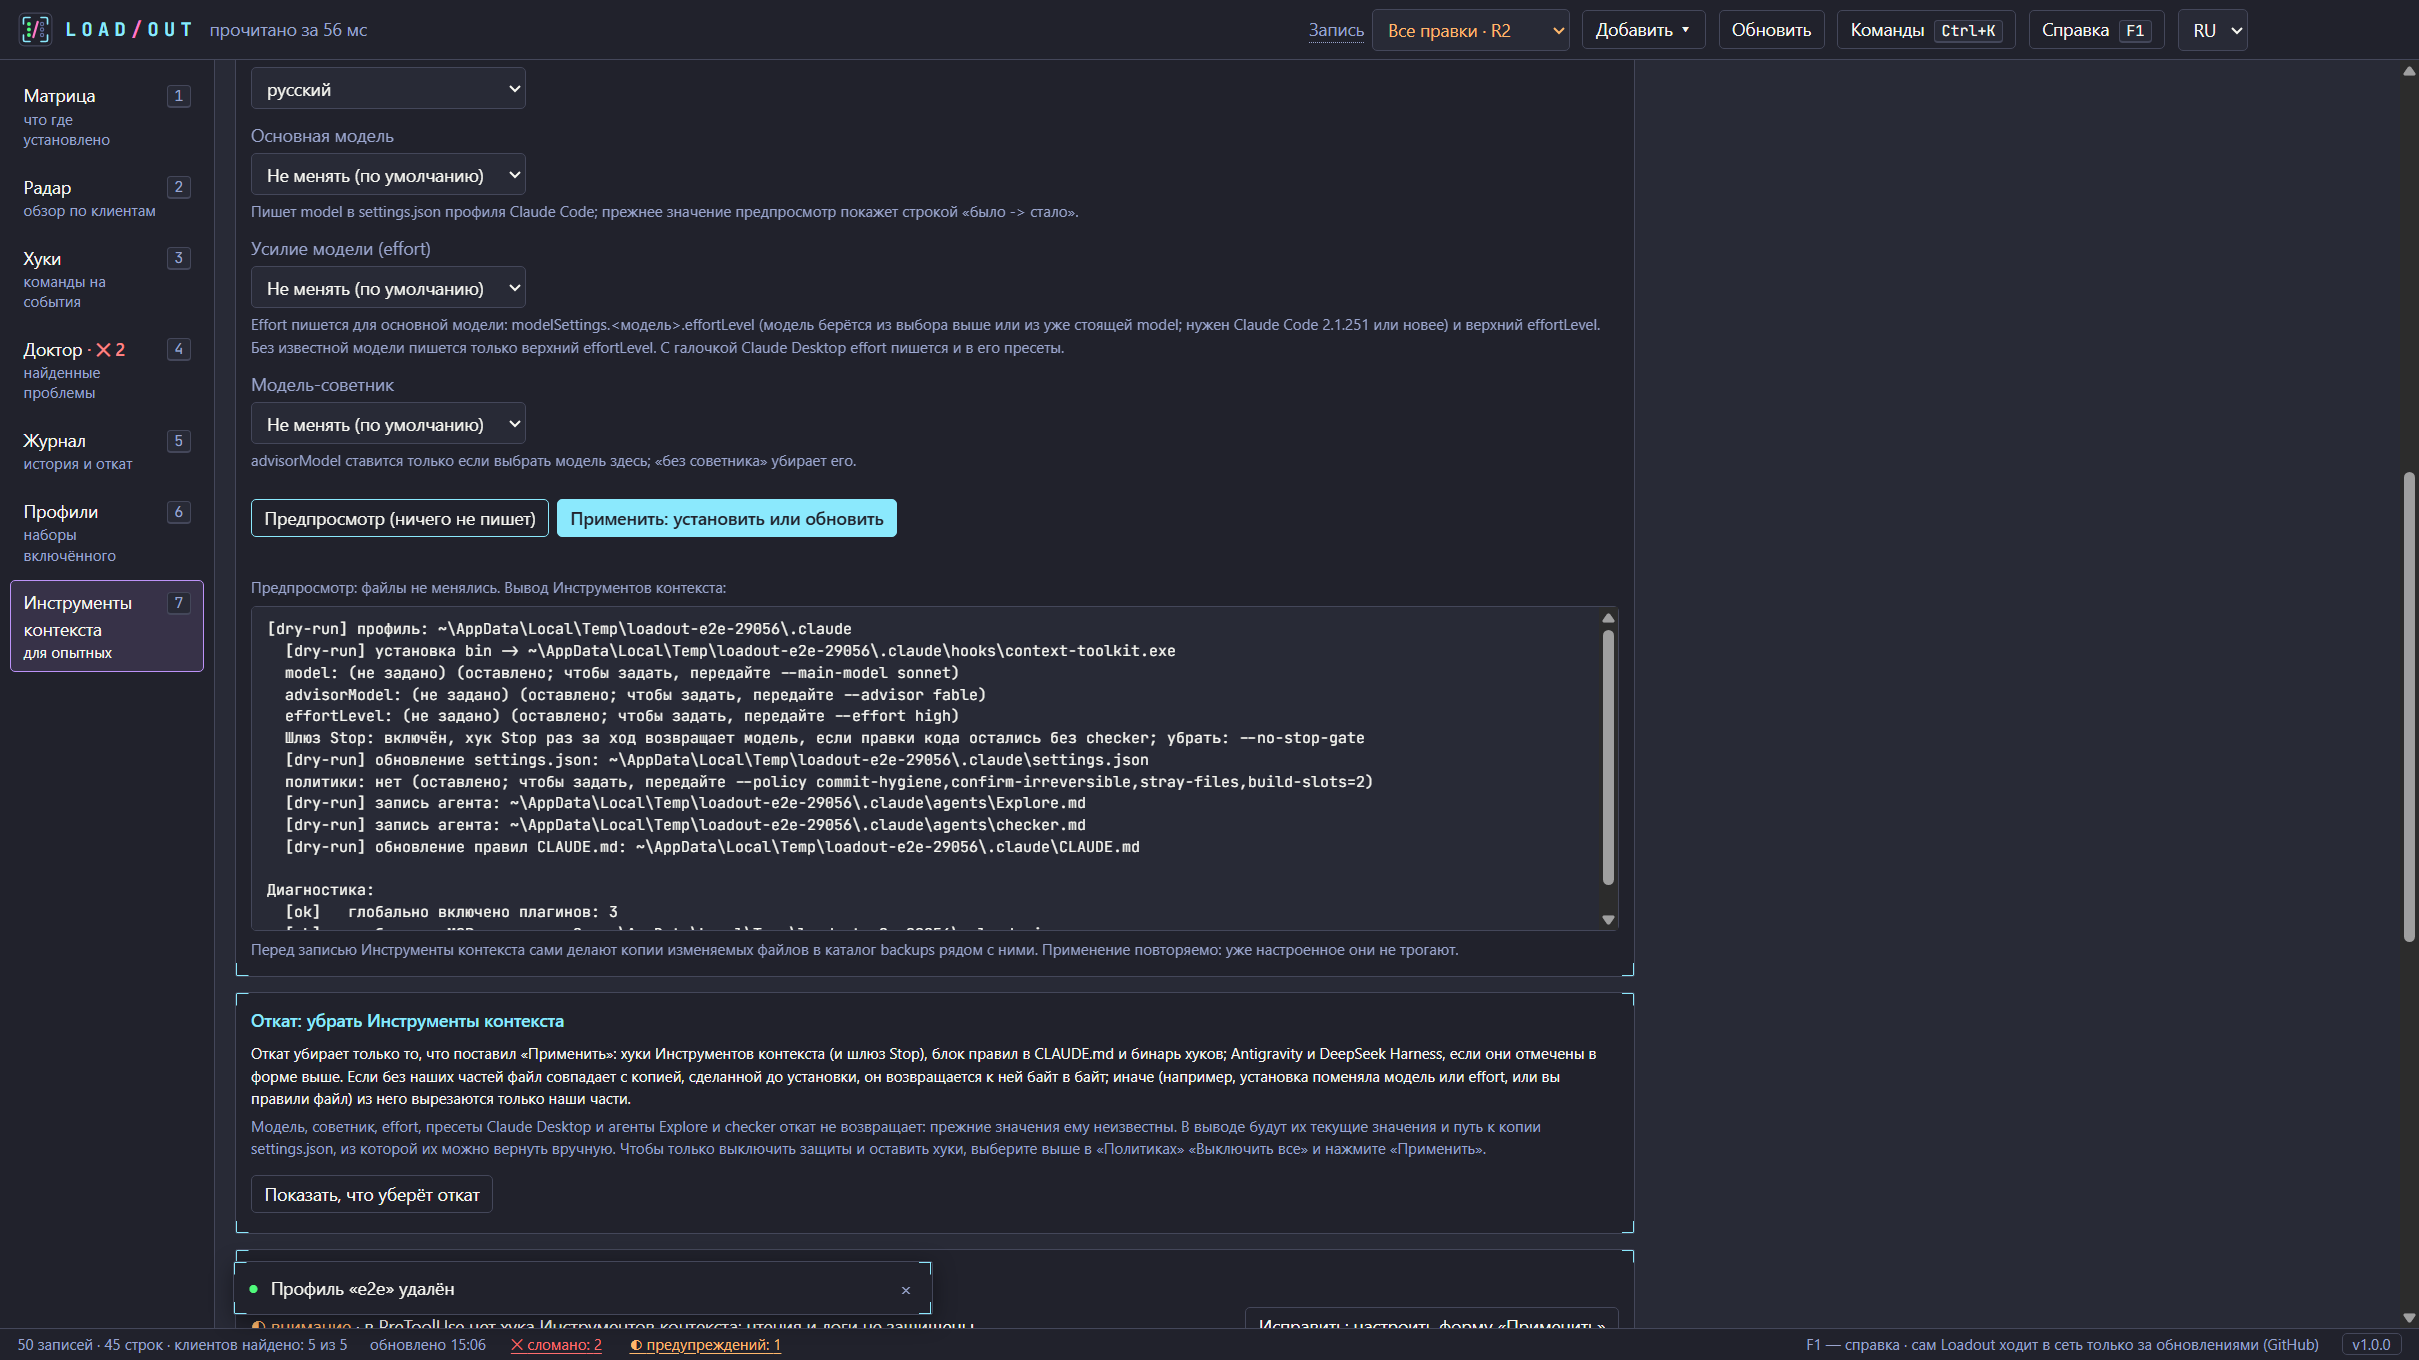 LOAD/OUT прочитано за 56 мс
Запись Все правки · R2 Добавить Обновить Команды Ctrl+K Справка F1 RU
Матрица 1
что где
установлено
Радар 2
обзор по клиентам
Хуки 3
команды на
события
Доктор · ✕ 2 4
найденные
проблемы
Журнал 5
история и откат
Профили 6
наборы
включённого
Инструменты 7
контекста
для опытных
русский
Основная модель
Не менять (по умолчанию)
Пишет model в settings.json профиля Claude Code; прежнее значение предпросмотр покажет строкой «было -> стало».
Усилие модели (effort)
Не менять (по умолчанию)
Effort пишется для основной модели: modelSettings.<модель>.effortLevel (модель берётся из выбора выше или из уже стоящей model; нужен Claude Code 2.1.251 или новее) и верхний effortLevel.
Без известной модели пишется только верхний effortLevel. С галочкой Claude Desktop effort пишется и в его пресеты.
Модель-советник
Не менять (по умолчанию)
advisorModel ставится только если выбрать модель здесь; «без советника» убирает его.
Предпросмотр (ничего не пишет) Применить: установить или обновить
Предпросмотр: файлы не менялись. Вывод Инструментов контекста:
[dry-run] профиль: ~\AppData\Local\Temp\loadout-e2e-29056\.claude
[dry-run] установка bin -> ~\AppData\Local\Temp\loadout-e2e-29056\.claude\hooks\context-toolkit.exe
model: (не задано) (оставлено; чтобы задать, передайте --main-model sonnet)
advisorModel: (не задано) (оставлено; чтобы задать, передайте --advisor fable)
effortLevel: (не задано) (оставлено; чтобы задать, передайте --effort high)
Шлюз Stop: включён, хук Stop раз за ход возвращает модель, если правки кода остались без checker; убрать: --no-stop-gate
[dry-run] обновление settings.json: ~\AppData\Local\Temp\loadout-e2e-29056\.claude\settings.json
политики: нет (оставлено; чтобы задать, передайте --policy commit-hygiene,confirm-irreversible,stray-files,build-slots=2)
[dry-run] запись агента: ~\AppData\Local\Temp\loadout-e2e-29056\.claude\agents\Explore.md
[dry-run] запись агента: ~\AppData\Local\Temp\loadout-e2e-29056\.claude\agents\checker.md
[dry-run] обновление правил CLAUDE.md: ~\AppData\Local\Temp\loadout-e2e-29056\.claude\CLAUDE.md
Диагностика:
[ok] глобально включено плагинов: 3
Перед записью Инструменты контекста сами делают копии изменяемых файлов в каталог backups рядом с ними. Применение повторяемо: уже настроенное они не трогают.
Откат: убрать Инструменты контекста
Откат убирает только то, что поставил «Применить»: хуки Инструментов контекста (и шлюз Stop), блок правил в CLAUDE.md и бинарь хуков; Antigravity и DeepSeek Harness, если они отмечены в
форме выше. Если без наших частей файл совпадает с копией, сделанной до установки, он возвращается к ней байт в байт; иначе (например, установка поменяла модель или effort, или вы
правили файл) из него вырезаются только наши части.
Модель, советник, effort, пресеты Claude Desktop и агенты Explore и checker откат не возвращает: прежние значения ему неизвестны. В выводе будут их текущие значения и путь к копии
settings.json, из которой их можно вернуть вручную. Чтобы только выключить защиты и оставить хуки, выберите выше в «Политиках» «Выключить все» и нажмите «Применить».
Показать, что уберёт откат
Профиль «e2e» удалён ×
внимание · в PreToolUse нет хука Инструментов контекста: чтения и логи не защищены
Исправить: настроить форму «Применить»
50 записей · 45 строк · клиентов найдено: 5 из 5 обновлено 15:06 ✕ сломано: 2 предупреждений: 1
F1 — справка · сам Loadout ходит в сеть только за обновлениями (GitHub) v1.0.0